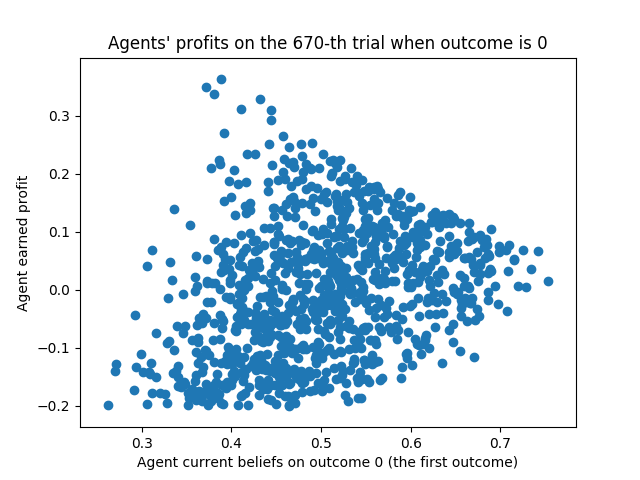 Agents' profits on the 670-th trial when outcome is 0
Agent earned profit
0.3
0.2
0.1
0.0
−0.1
−0.2
0.3 0.4 0.5 0.6 0.7
Agent current beliefs on outcome 0 (the first outcome)